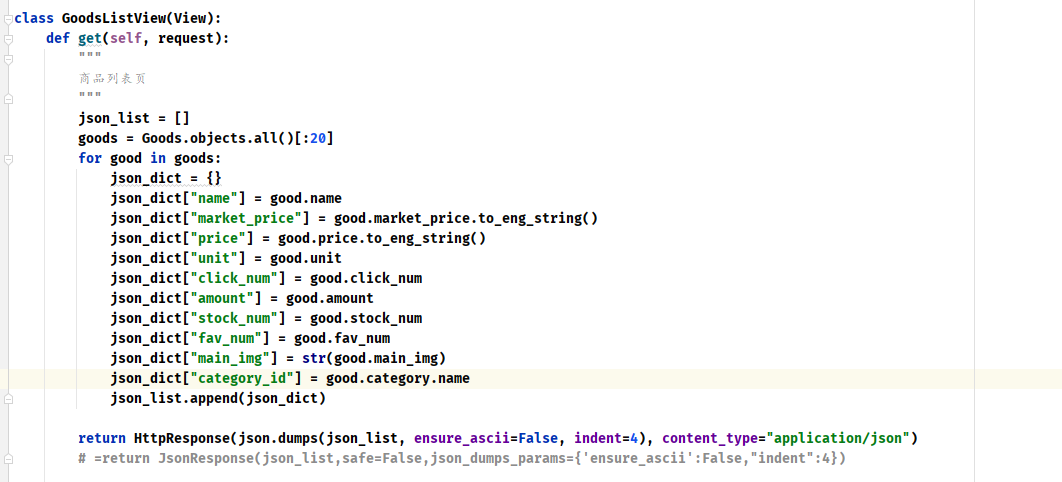 class GoodsListView(View):
def get(self, request):
"""
商品列表页
"""
json_list = []
goods = Goods.objects.all()[:20]
for good in goods:
json_dict = {}
json_dict["name"] = good.name
json_dict["market_price"] = good.market_price.to_eng_string()
json_dict["price"] = good.price.to_eng_string()
json_dict["unit"] = good.unit
json_dict["click_num"] = good.click_num
json_dict["amount"] = good.amount
json_dict["stock_num"] = good.stock_num
json_dict["fav_num"] = good.fav_num
json_dict["main_img"] = str(good.main_img)
json_dict["category_id"] = good.category.name
json_list.append(json_dict)
return HttpResponse(json.dumps(json_list, ensure_ascii=False, indent=4), content_type="application/json")
# =return JsonResponse(json_list,safe=False,json_dumps_params={'ensure_ascii':False,"indent":4})